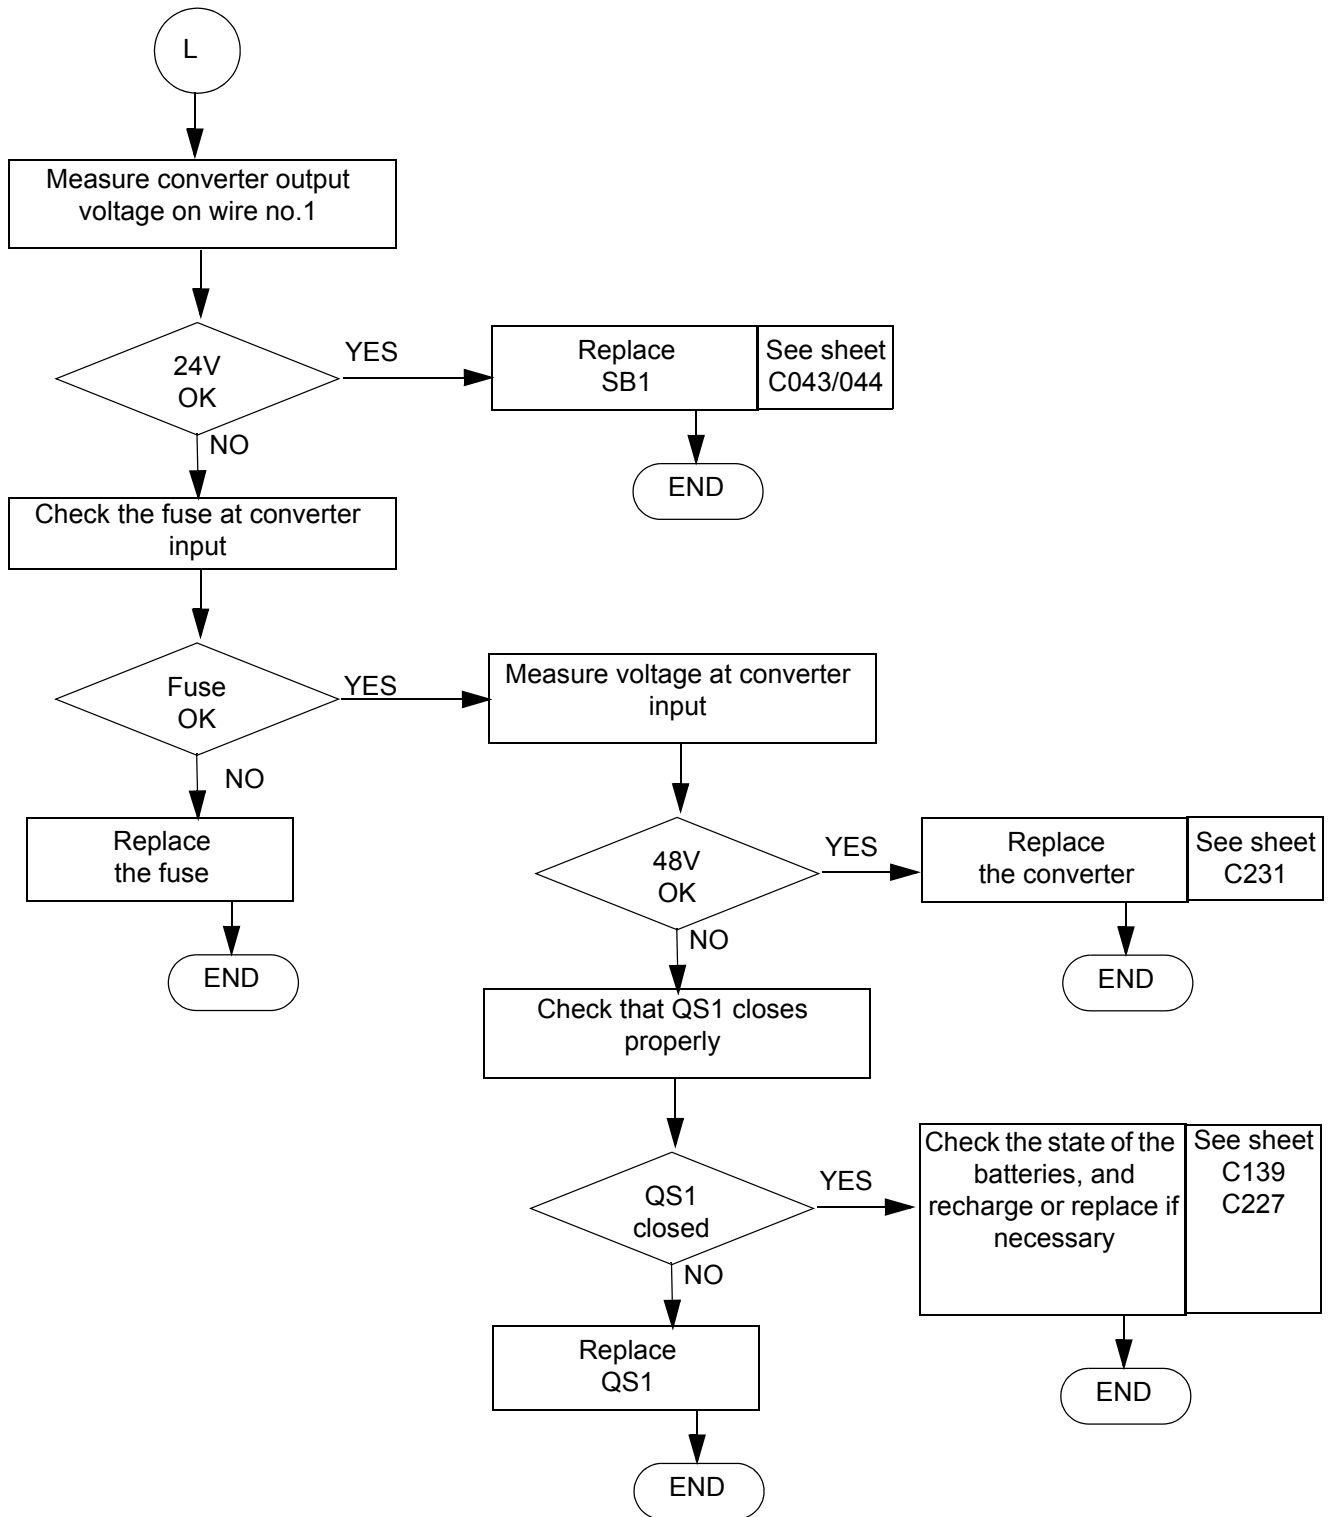 L
Measure converter output
voltage on wire no.1
24V
OK
YES
Replace
SB1
See sheet
C043/044
END
NO
Check the fuse at converter
input
Fuse
OK
YES
Measure voltage at converter
input
NO
Replace
the fuse
END
48V
OK
YES
Replace
the converter
See sheet
C231
END
NO
Check that QS1 closes
properly
QS1
closed
YES
Check the state of the
batteries, and
recharge or replace if
necessary
See sheet
C139
C227
END
NO
Replace
QS1
END